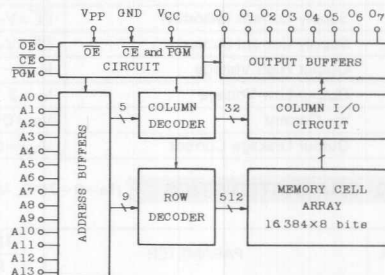 VPP GND VCC O0 O1 O2 O3 O4 O5 O6 O7
OE
CE
PGM
OE CE and PGM
CIRCUIT
OUTPUT BUFFERS
A0
A1
A2
A3
A4
A5
A6
A7
A8
A9
A10
A11
A12
A13
ADDRESS BUFFERS
5
COLUMN
DECODER
32
COLUMN I/O
CIRCUIT
9
ROW
DECODER
512
MEMORY CELL
ARRAY
16.384×8 bits